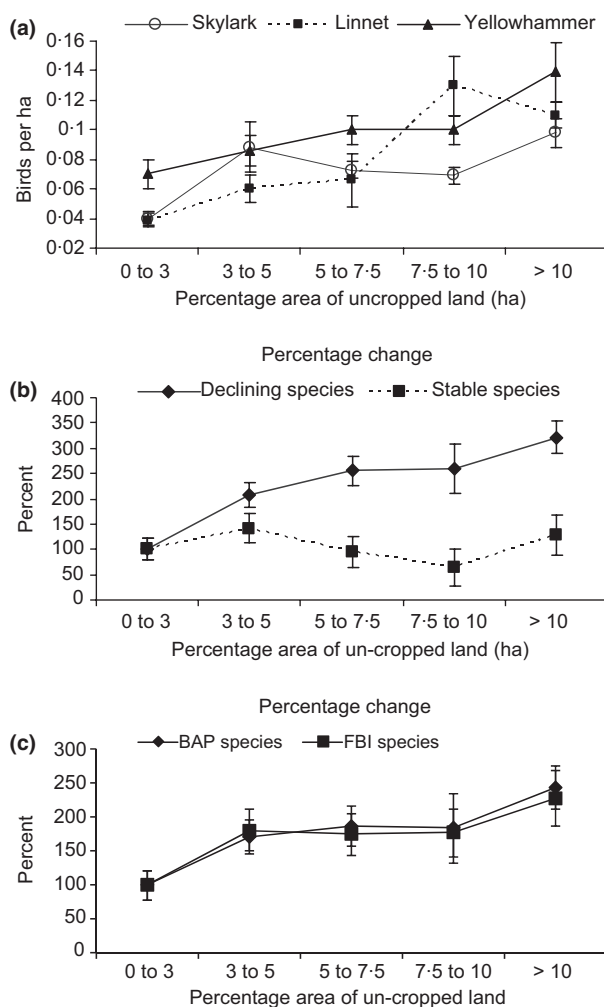 (a)
Skylark Linnet Yellowhammer
0·16
0·14
0·12
0·1
0·08
0·06
0·04
0·02
Birds per ha
0 to 3 3 to 5 5 to 7·5 7·5 to 10 > 10
Percentage area of uncropped land (ha)
Percentage change
(b)
Declining species Stable species
400
350
300
250
200
150
100
50
0
Percent
0 to 3 3 to 5 5 to 7·5 7·5 to 10 > 10
Percentage area of un-cropped land (ha)
Percentage change
(c)
BAP species FBI species
300
250
200
150
100
50
0
Percent
0 to 3 3 to 5 5 to 7·5 7·5 to 10 > 10
Percentage area of un-cropped land